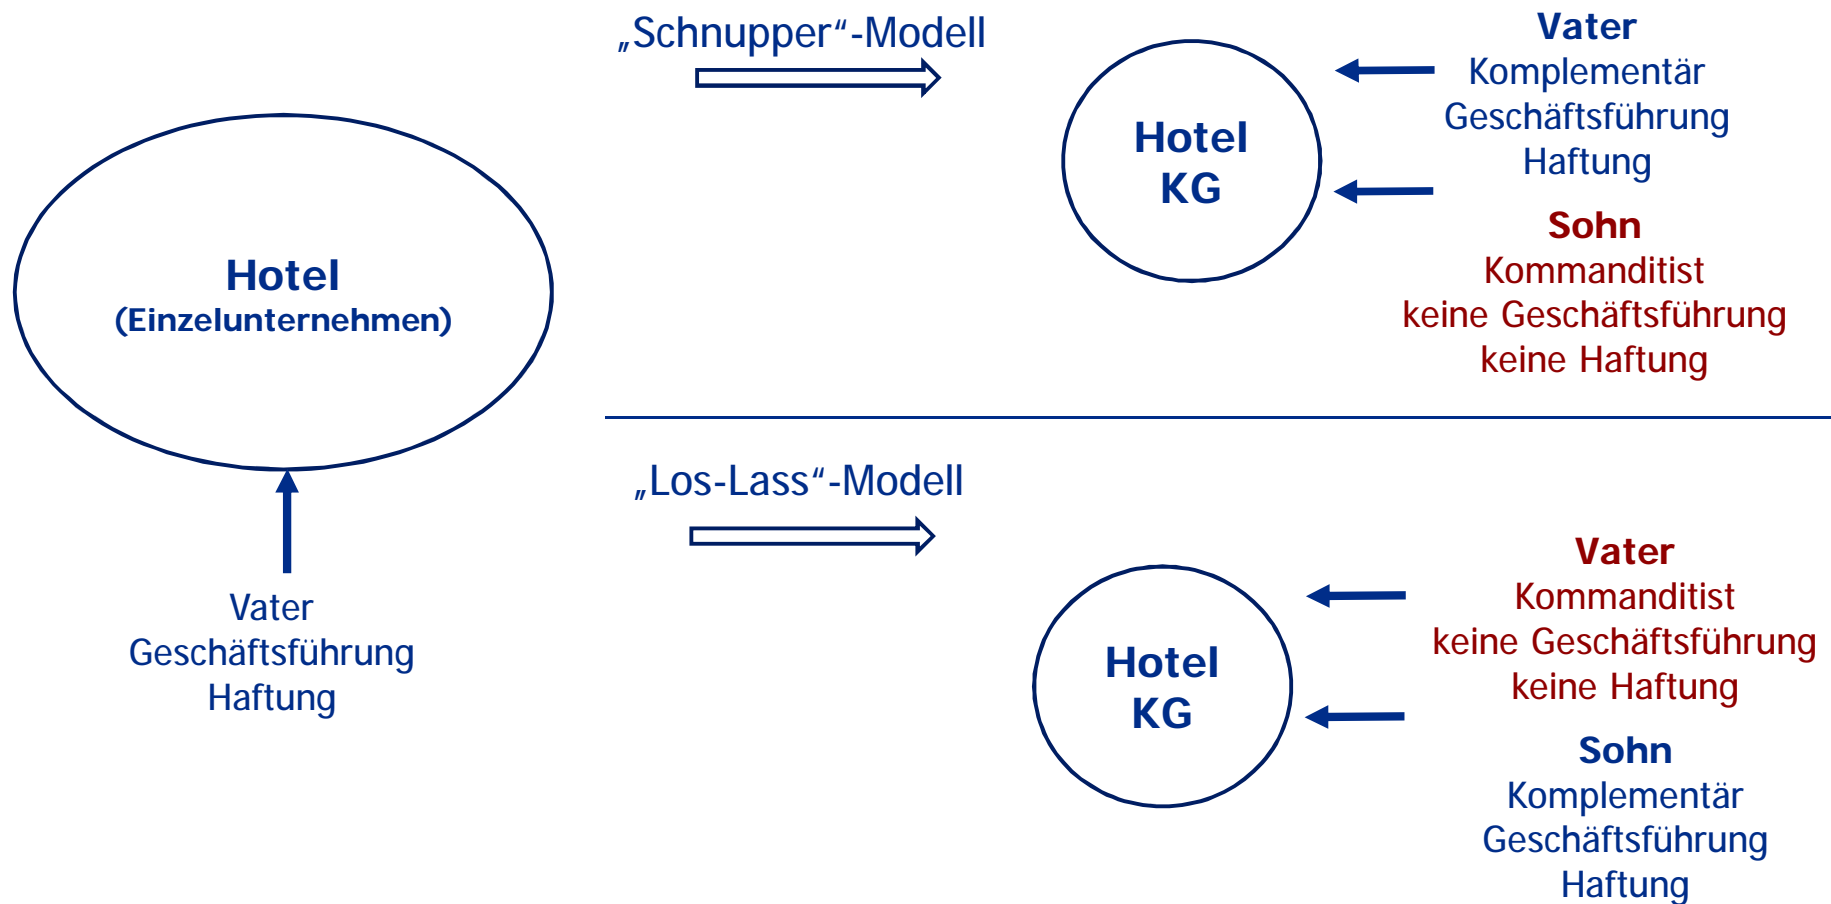 Hotel
(Einzelunternehmen)
Vater
Geschäftsführung
Haftung
„Schnupper“-Modell
Hotel
KG
Vater
Komplementär
Geschäftsführung
Haftung
Sohn
Kommanditist
keine Geschäftsführung
keine Haftung
„Los-Lass“-Modell
Hotel
KG
Vater
Kommanditist
keine Geschäftsführung
keine Haftung
Sohn
Komplementär
Geschäftsführung
Haftung